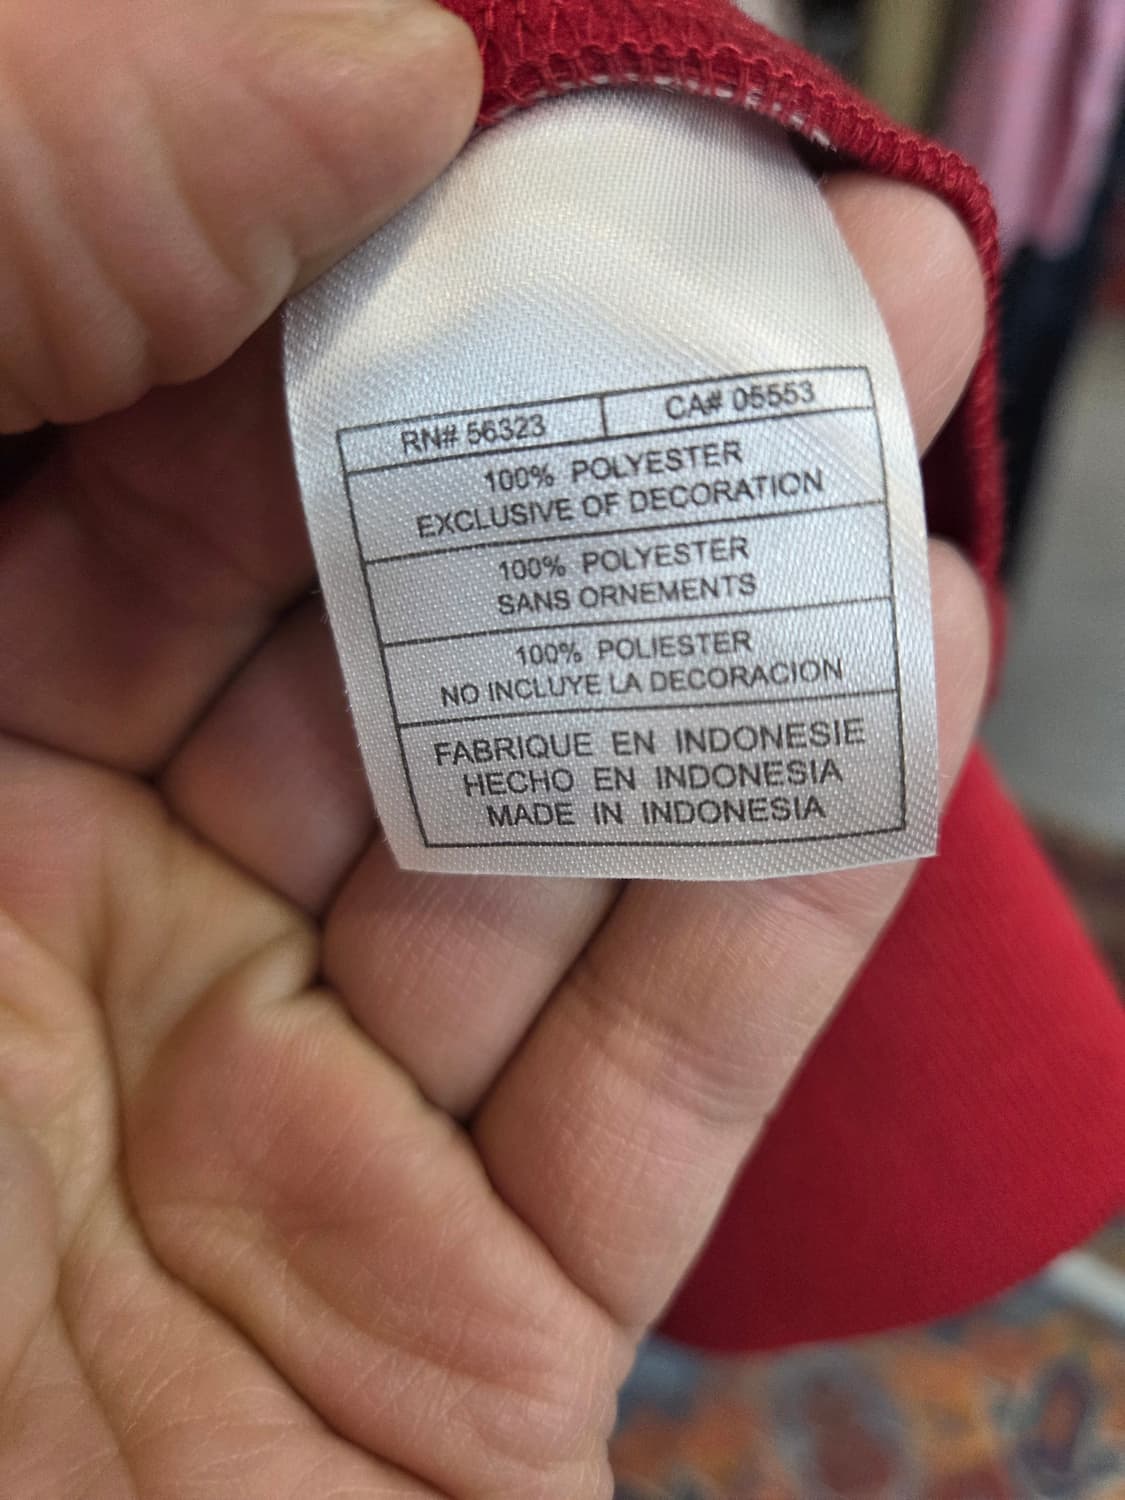 RN# 56323 CA# 05553
100% POLYESTER
EXCLUSIVE OF DECORATION
100% POLYESTER
SANS ORNEMENTS
100% POLIESTER
NO INCLUYE LA DECORACION
FABRIQUE EN INDONESIE
HECHO EN INDONESIA
MADE IN INDONESIA